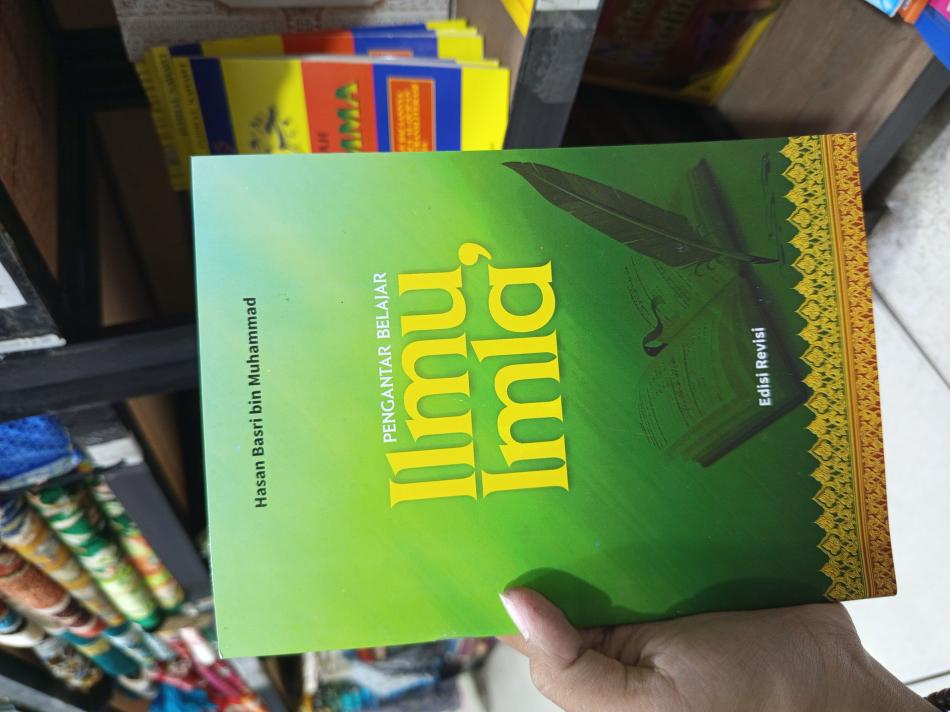 Hasan Basri bin Muhammad
PENGANTAR BELAJAR
Ilmu
Imla'
Edisi Revisi